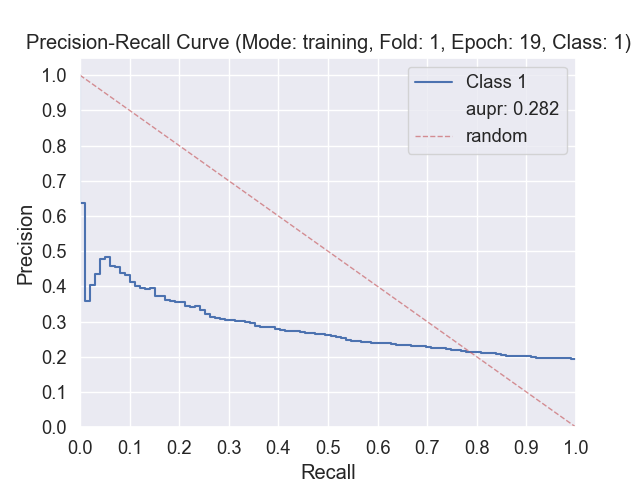 Precision-Recall Curve (Mode: training, Fold: 1, Epoch: 19, Class: 1)
Class 1
aupr: 0.282
random
Precision
1.0
0.9
0.8
0.7
0.6
0.5
0.4
0.3
0.2
0.1
0.0
0.0 0.1 0.2 0.3 0.4 0.5 0.6 0.7 0.8 0.9 1.0
Recall